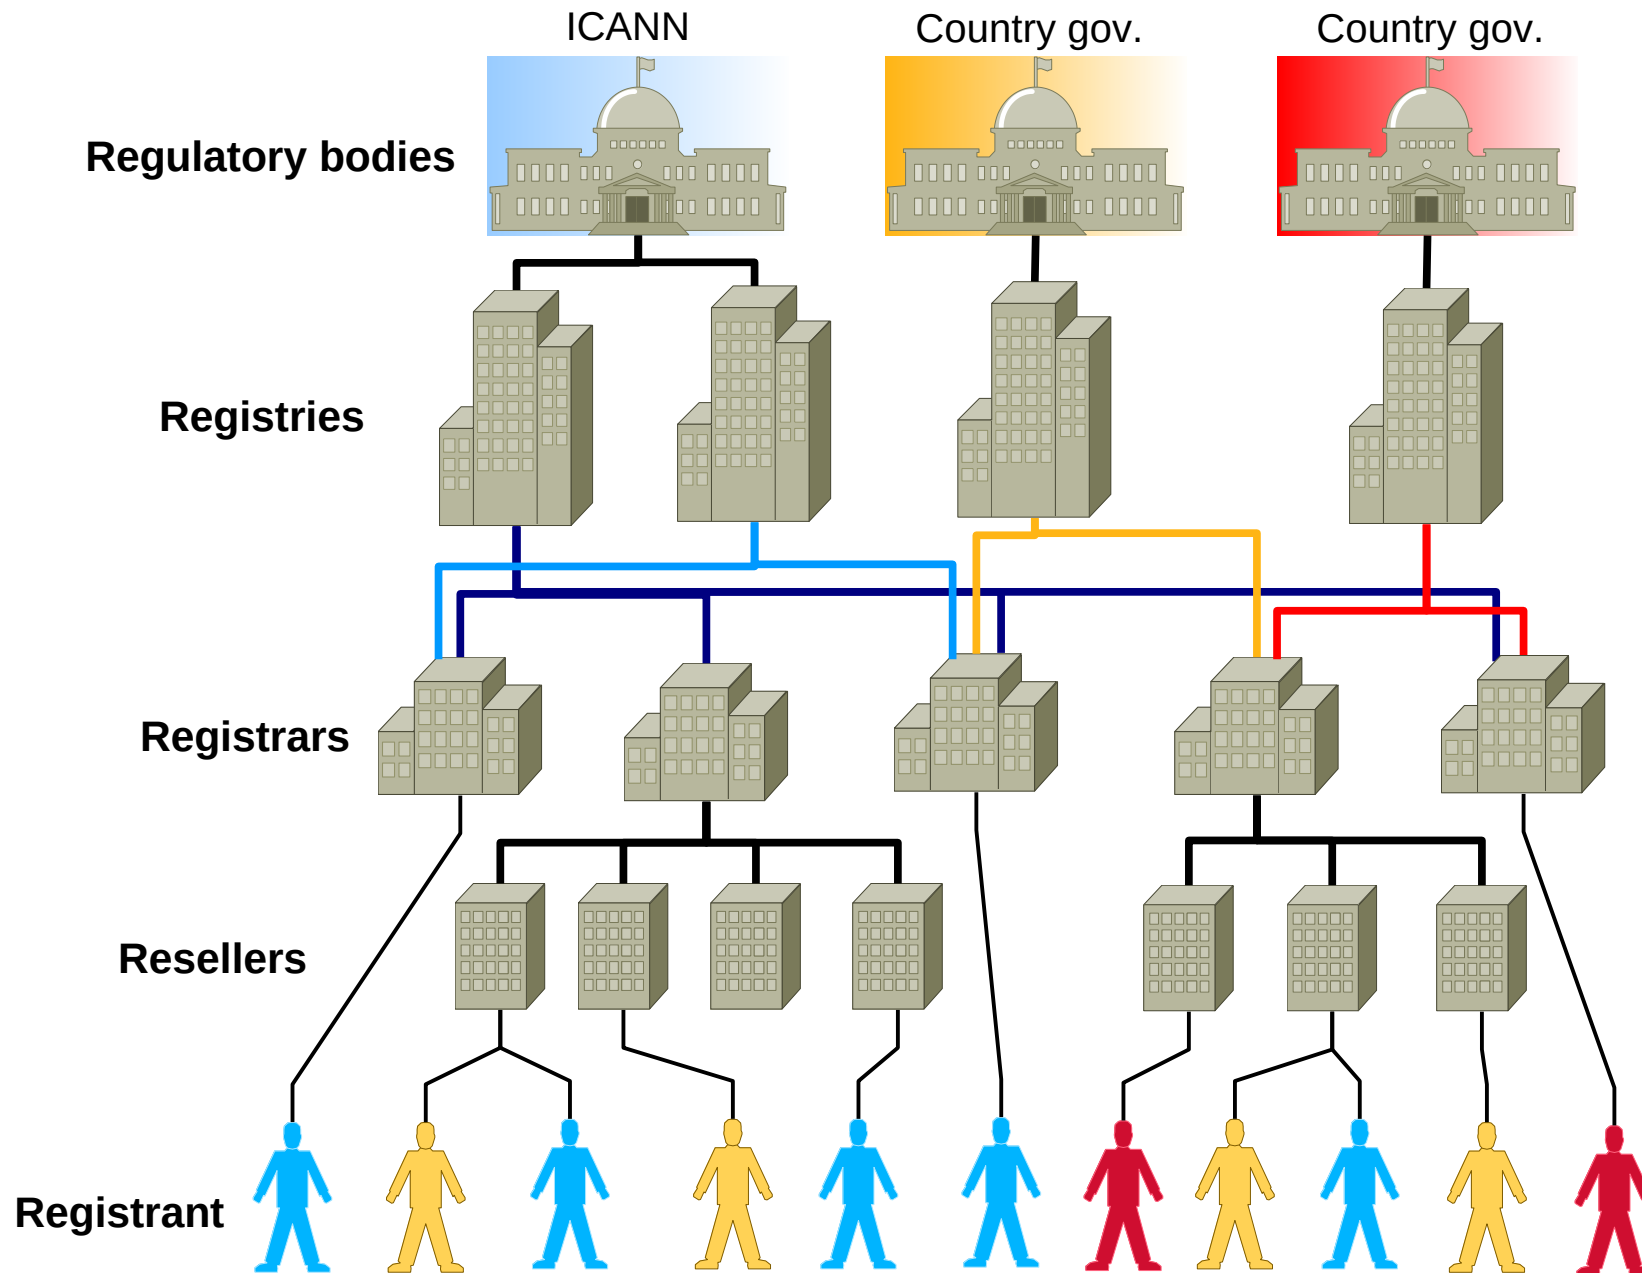 ICANN
Country gov.
Country gov.
Regulatory bodies
Registries
Registrars
Resellers
Registrant